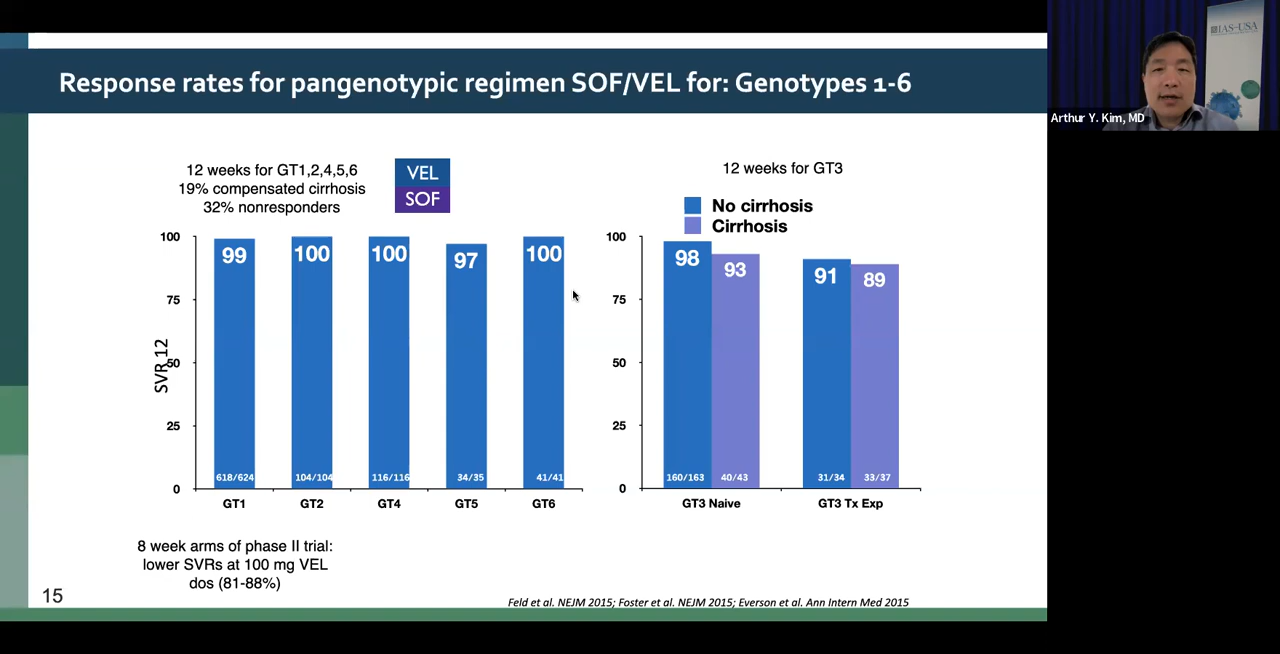 Response rates for pangenotypic regimen SOF/VEL for: Genotypes 1-6
IAS-USA
Arthur Y. Kim, MD
12 weeks for GT1,2,4,5,6
19% compensated cirrhosis
32% nonresponders
VEL
SOF
SVR 12
100
75
50
25
0
99
100
100
97
100
618/624
104/104
116/116
34/35
41/41
GT1
GT2
GT4
GT5
GT6
12 weeks for GT3
No cirrhosis
Cirrhosis
100
75
50
25
0
98
93
91
89
160/163
40/43
31/34
33/37
GT3 Naive
GT3 Tx Exp
8 week arms of phase II trial:
lower SVRs at 100 mg VEL
dos (81-88%)
15
Feld et al. NEJM 2015; Foster et al. NEJM 2015; Everson et al. Ann Intern Med 2015